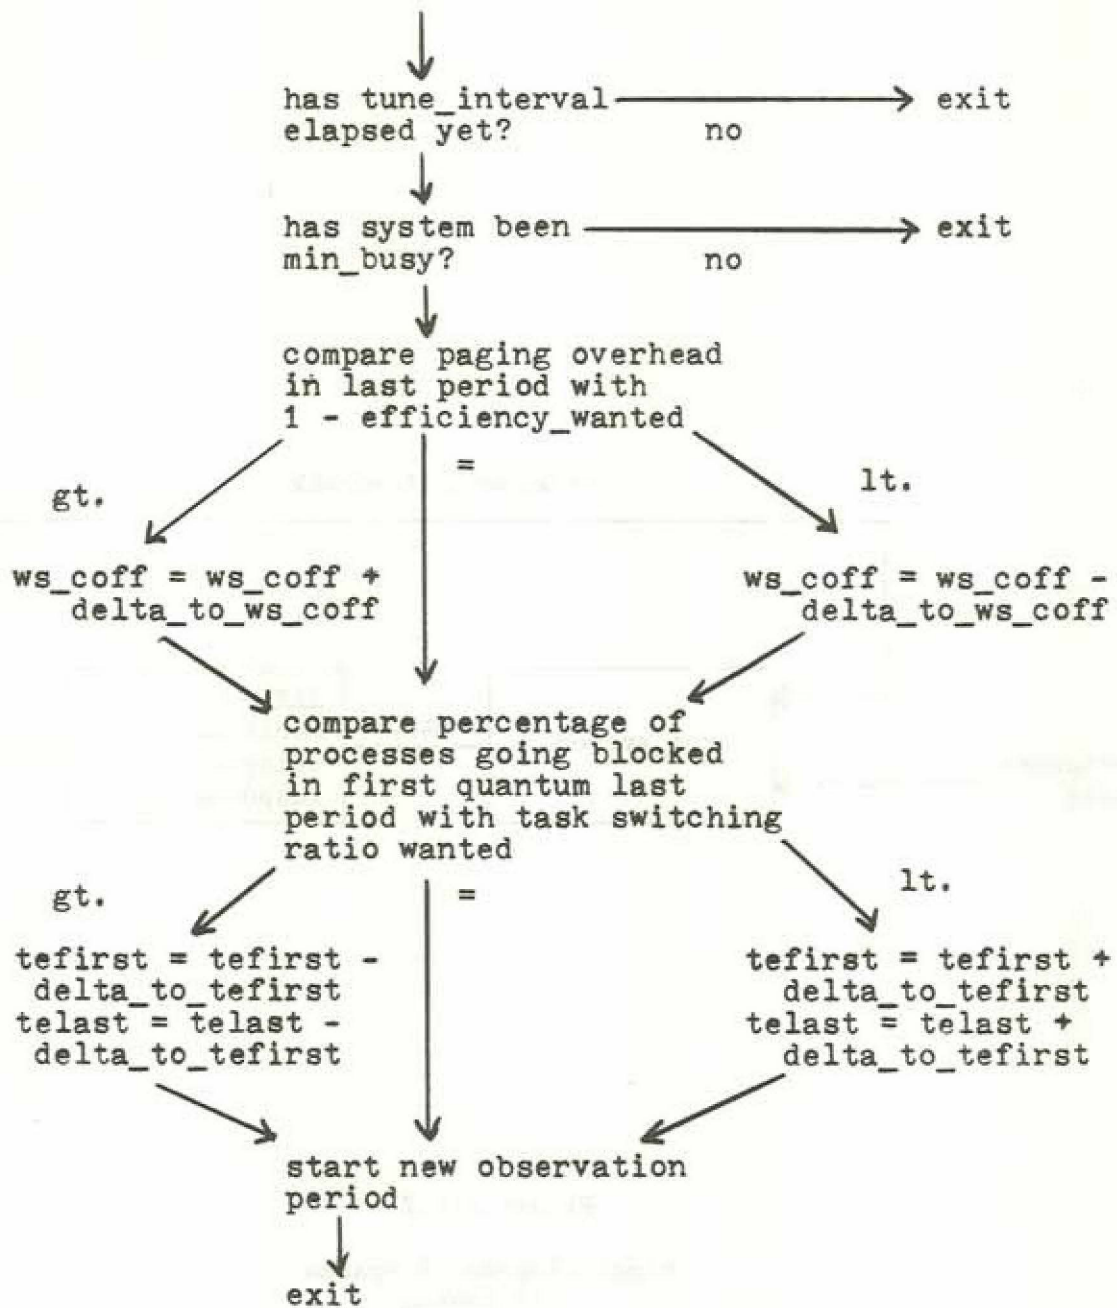 has tune_interval
elapsed yet?
no
exit
has system been
min_busy?
no
exit
compare paging overhead
in last period with
1 - efficiency_wanted
gt.
=
lt.
ws_coff = ws_coff +
delta_to_ws_coff
ws_coff = ws_coff -
delta_to_ws_coff
compare percentage of
processes going blocked
in first quantum last
period with task switching
ratio wanted
gt.
=
lt.
tefirst = tefirst -
delta_to_tefirst
telast = telast -
delta_to_tefirst
tefirst = tefirst +
delta_to_tefirst
telast = telast +
delta_to_tefirst
start new observation
period
exit